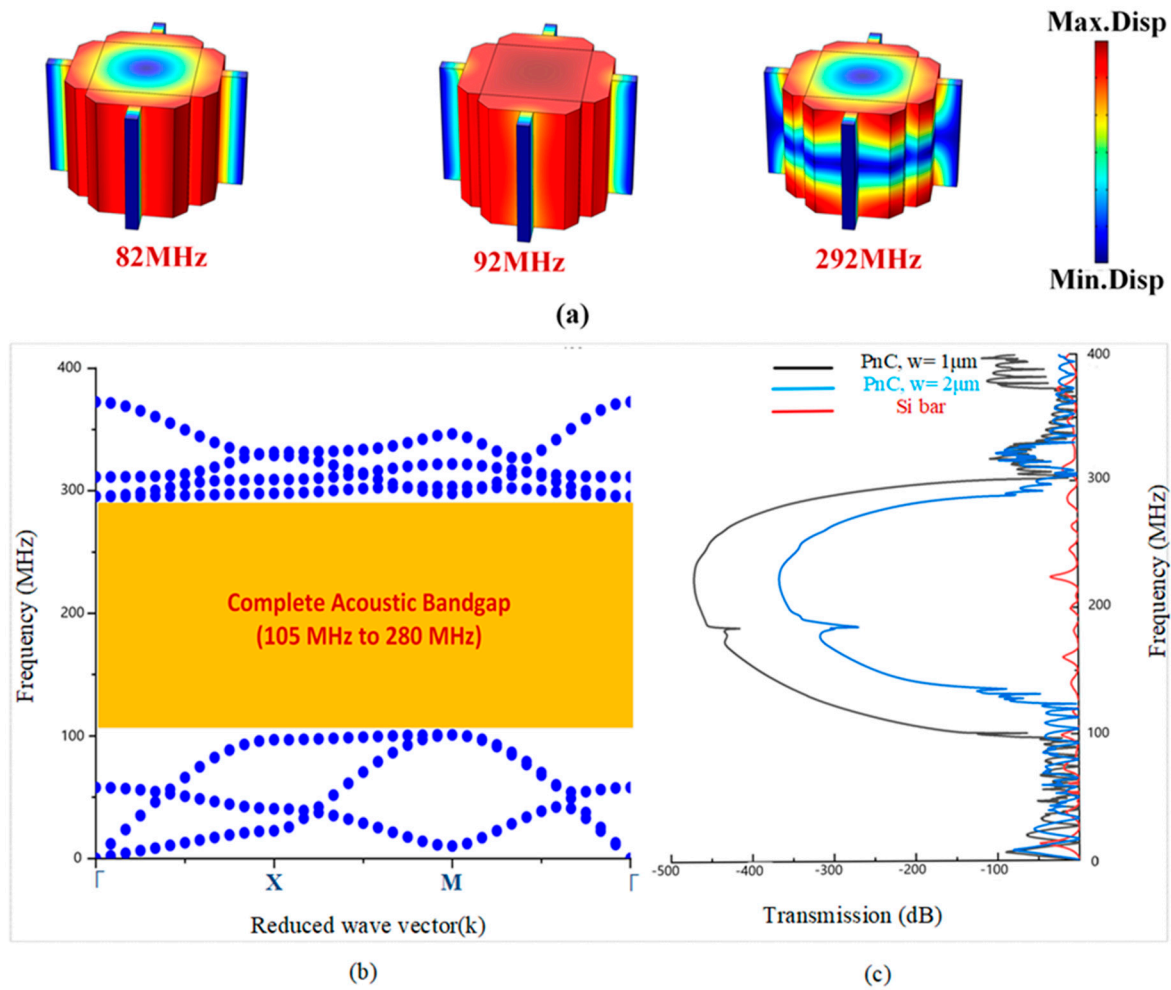 Max.Disp
82MHz
92MHz
292MHz
Min.Disp
(a)
400
300
200
100
0
Frequency (MHz)
Complete Acoustic Bandgap
(105 MHz to 280 MHz)
Γ
X
M
Γ
Reduced wave vector(k)
(b)
PnC, w= 1μm
PnC, w= 2μm
Si bar
400
300
200
100
0
Frequency (MHz)
-500
-400
-300
-200
-100
Transmission (dB)
(c)